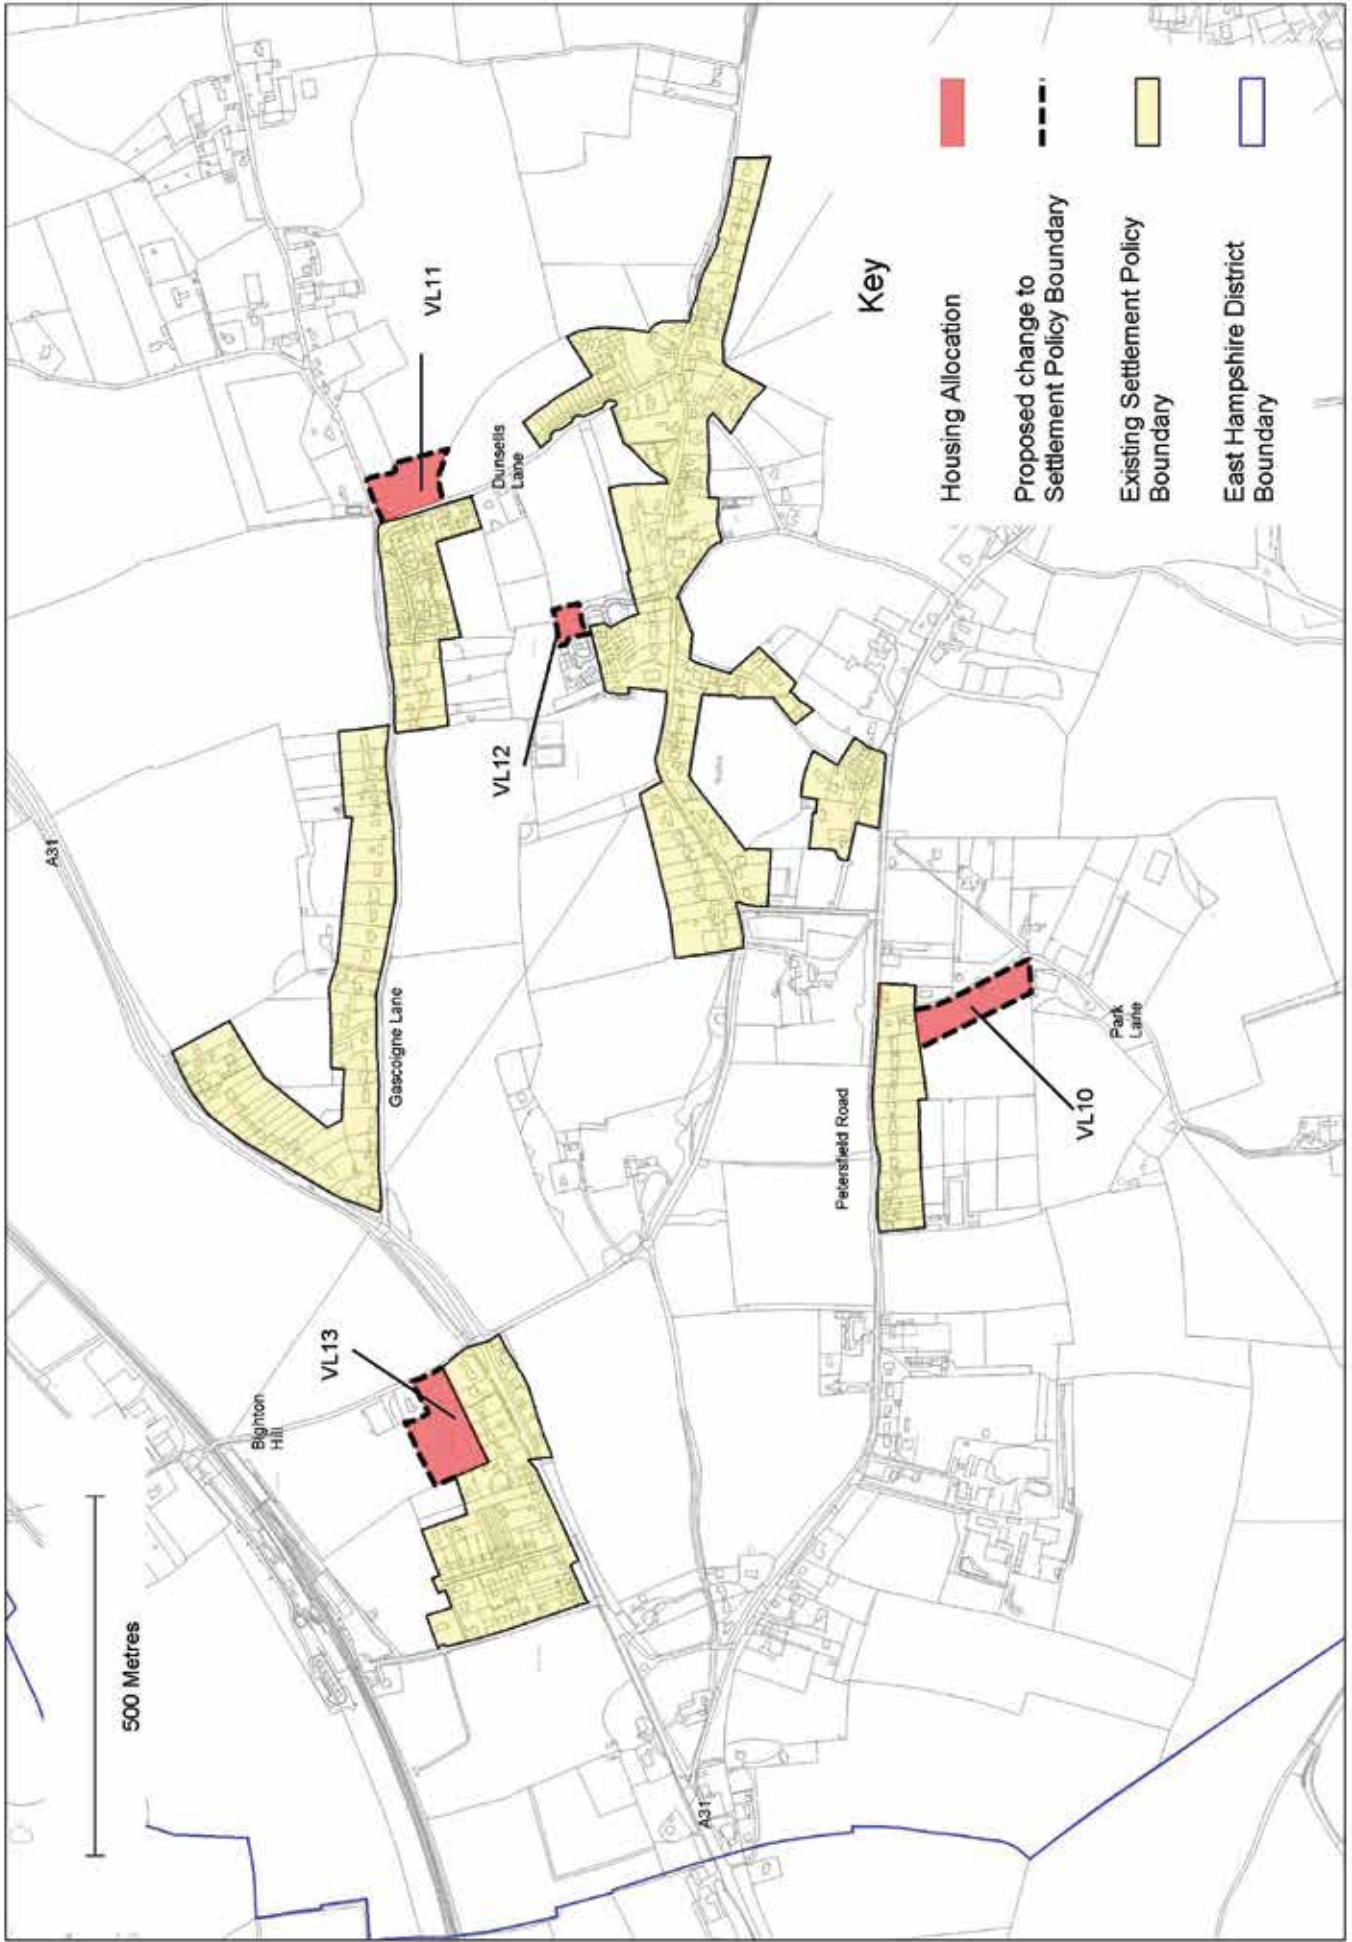 A31
Gascoigne Lane
VL11
Dunsells
Lane
VL12
VL13
Bighton
Hill
500 Metres
Petersfield Road
VL10
Park
Lane
A31
Key
Housing Allocation
Proposed change to
Settlement Policy Boundary
Existing Settlement Policy
Boundary
East Hampshire District
Boundary